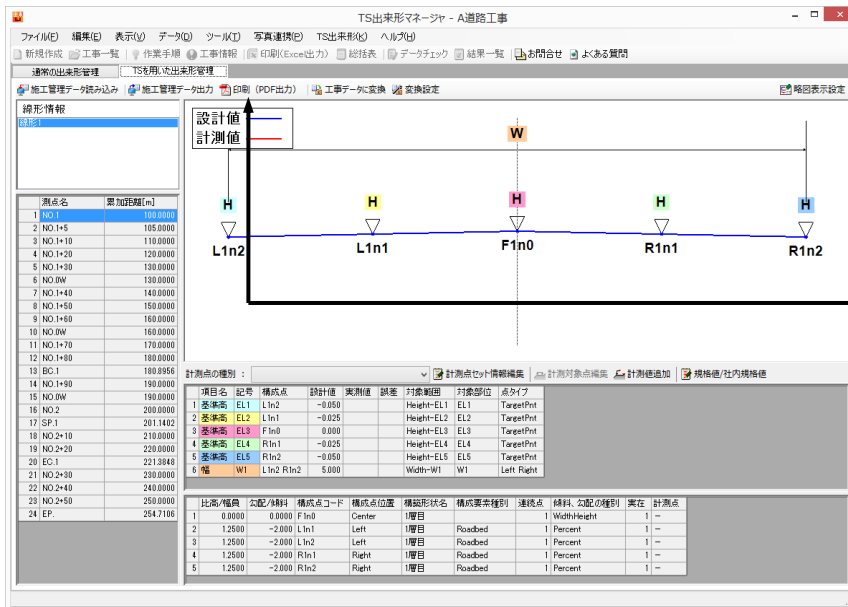 TS出来形マネージャ - A道路工事
ファイル(F) 編集(E) 表示(V) データ(D) ツール(T) 写真連携(P) TS出来形(K) ヘルプ(H)
新規作成 工事一覧 作業手順 工事情報 印刷(Excel出力) 総括表 データチェック 結果一覧 お問合せ よくある質問
通常の出来形管理 TSを用いた出来形管理
施工管理データ読み込み 施工管理データ出力 印刷 (PDF出力) 工事データに変換 変換設定 略図表示設定
線形情報
線形1
設計値
計測値
W
H H H H H
L1n2 L1n1 F1n0 R1n1 R1n2
測点名 累加距離[m]
1 NO.1 100.0000
2 NO.1+5 105.0000
3 NO.1+10 110.0000
4 NO.1+20 120.0000
5 NO.1+30 130.0000
6 NO.0W 130.0000
7 NO.1+40 140.0000
8 NO.1+50 150.0000
9 NO.1+60 160.0000
10 NO.0W 160.0000
11 NO.1+70 170.0000
12 NO.1+80 180.0000
13 BC.1 180.8956
14 NO.1+90 190.0000
15 NO.0W 190.0000
16 NO.2 200.0000
17 SP.1 201.1402
18 NO.2+10 210.0000
19 NO.2+20 220.0000
20 EC.1 221.3848
21 NO.2+30 230.0000
22 NO.2+40 240.0000
23 NO.2+50 250.0000
24 EP. 254.7106
計測点の種別 : 計測点セット情報編集 計測対象点編集 計測値追加 規格値/社内規格値
項目名 記号 構成点 設計値 実測値 誤差 対象範囲 対象部位 点タイプ
1 基準高 EL1 L1n2 -0.050 Height-EL1 EL1 TargetPnt
2 基準高 EL2 L1n1 -0.025 Height-EL2 EL2 TargetPnt
3 基準高 EL3 F1n0 0.000 Height-EL3 EL3 TargetPnt
4 基準高 EL4 R1n1 -0.025 Height-EL4 EL4 TargetPnt
5 基準高 EL5 R1n2 -0.050 Height-EL5 EL5 TargetPnt
6 幅 W1 L1n2 R1n2 5.000 Width-W1 W1 Left Right
比高/幅員 勾配/傾斜 構成点コード 構成点位置 構築形状名 構成要素種別 連続点 傾斜、勾配の種別 実在 計測点
1 0.0000 0.0000 F1n0 Center 1層目 1 WidthHeight 1 -
2 1.2500 -2.000 L1n1 Left 1層目 Roadbed 1 Percent 1 -
3 1.2500 -2.000 L1n2 Left 1層目 Roadbed 1 Percent 1 -
4 1.2500 -2.000 R1n1 Right 1層目 Roadbed 1 Percent 1 -
5 1.2500 -2.000 R1n2 Right 1層目 Roadbed 1 Percent 1 -